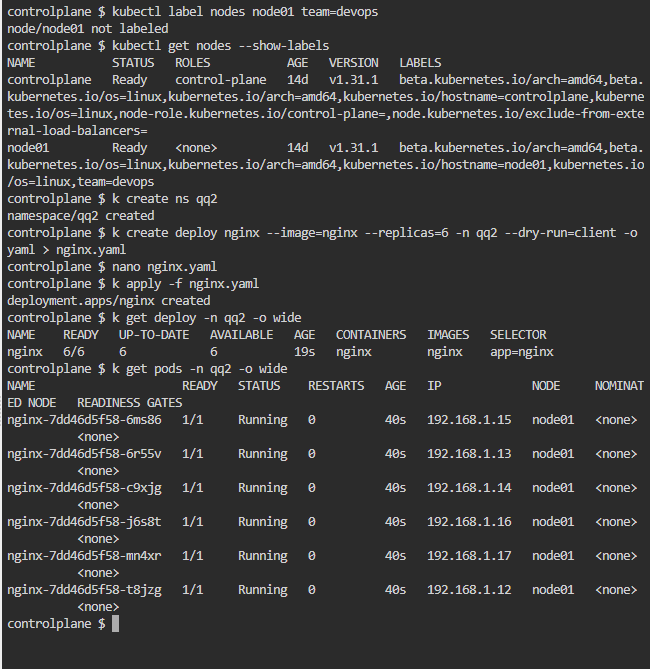 controlplane $ kubectl label nodes node01 team=devops
node/node01 not labeled
controlplane $ kubectl get nodes --show-labels
NAME           STATUS   ROLES           AGE   VERSION   LABELS
controlplane   Ready    control-plane   14d   v1.31.1   beta.kubernetes.io/arch=amd64,beta.
kubernetes.io/os=linux,kubernetes.io/arch=amd64,kubernetes.io/hostname=controlplane,kuberne
tes.io/os=linux,node-role.kubernetes.io/control-plane=,node.kubernetes.io/exclude-from-exte
rnal-load-balancers=
node01         Ready    <none>          14d   v1.31.1   beta.kubernetes.io/arch=amd64,beta.
kubernetes.io/os=linux,kubernetes.io/arch=amd64,kubernetes.io/hostname=node01,kubernetes.io
/os=linux,team=devops
controlplane $ k create ns qq2
namespace/qq2 created
controlplane $ k create deploy nginx --image=nginx --replicas=6 -n qq2 --dry-run=client -o
yaml > nginx.yaml
controlplane $ nano nginx.yaml
controlplane $ k apply -f nginx.yaml
deployment.apps/nginx created
controlplane $ k get deploy -n qq2 -o wide
NAME    READY   UP-TO-DATE   AVAILABLE   AGE   CONTAINERS   IMAGES   SELECTOR
nginx   6/6     6            6           19s   nginx        nginx    app=nginx
controlplane $ k get pods -n qq2 -o wide
NAME                     READY   STATUS    RESTARTS   AGE   IP             NODE     NOMINAT
ED NODE   READINESS GATES
nginx-7dd46d5f58-6ms86   1/1     Running   0          40s   192.168.1.15   node01   <none>
          <none>
nginx-7dd46d5f58-6r55v   1/1     Running   0          40s   192.168.1.13   node01   <none>
          <none>
nginx-7dd46d5f58-c9xjg   1/1     Running   0          40s   192.168.1.14   node01   <none>
          <none>
nginx-7dd46d5f58-j6s8t   1/1     Running   0          40s   192.168.1.16   node01   <none>
          <none>
nginx-7dd46d5f58-mn4xr   1/1     Running   0          40s   192.168.1.17   node01   <none>
          <none>
nginx-7dd46d5f58-t8jzg   1/1     Running   0          40s   192.168.1.12   node01   <none>
          <none>
controlplane $